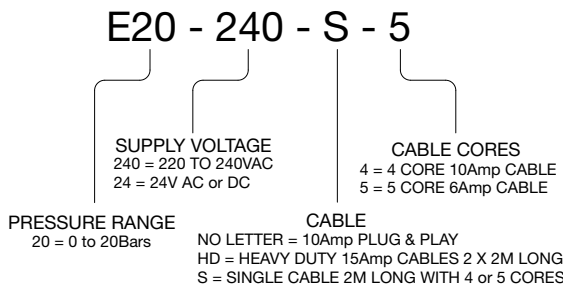 E20 - 240 - S - 5
SUPPLY VOLTAGE
240 = 220 TO 240VAC
24 = 24V AC or DC
CABLE CORES
4 = 4 CORE 10Amp CABLE
5 = 5 CORE 6Amp CABLE
PRESSURE RANGE
20 = 0 to 20Bars
CABLE
NO LETTER = 10Amp PLUG & PLAY
HD = HEAVY DUTY 15Amp CABLES 2 X 2M LONG
S = SINGLE CABLE 2M LONG WITH 4 or 5 CORES